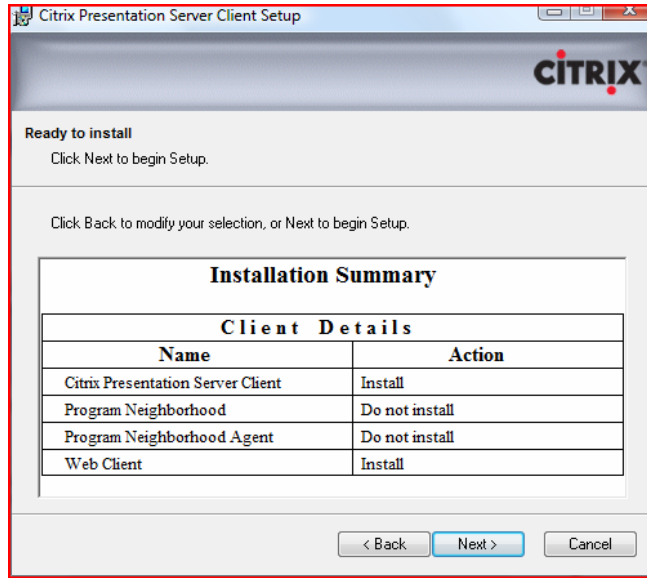 Citrix Presentation Server Client Setup
CITRIX
Ready to install
Click Next to begin Setup.
Click Back to modify your selection, or Next to begin Setup.
Installation Summary
Client Details
Name Action
Citrix Presentation Server Client Install
Program Neighborhood Do not install
Program Neighborhood Agent Do not install
Web Client Install
< Back Next > Cancel